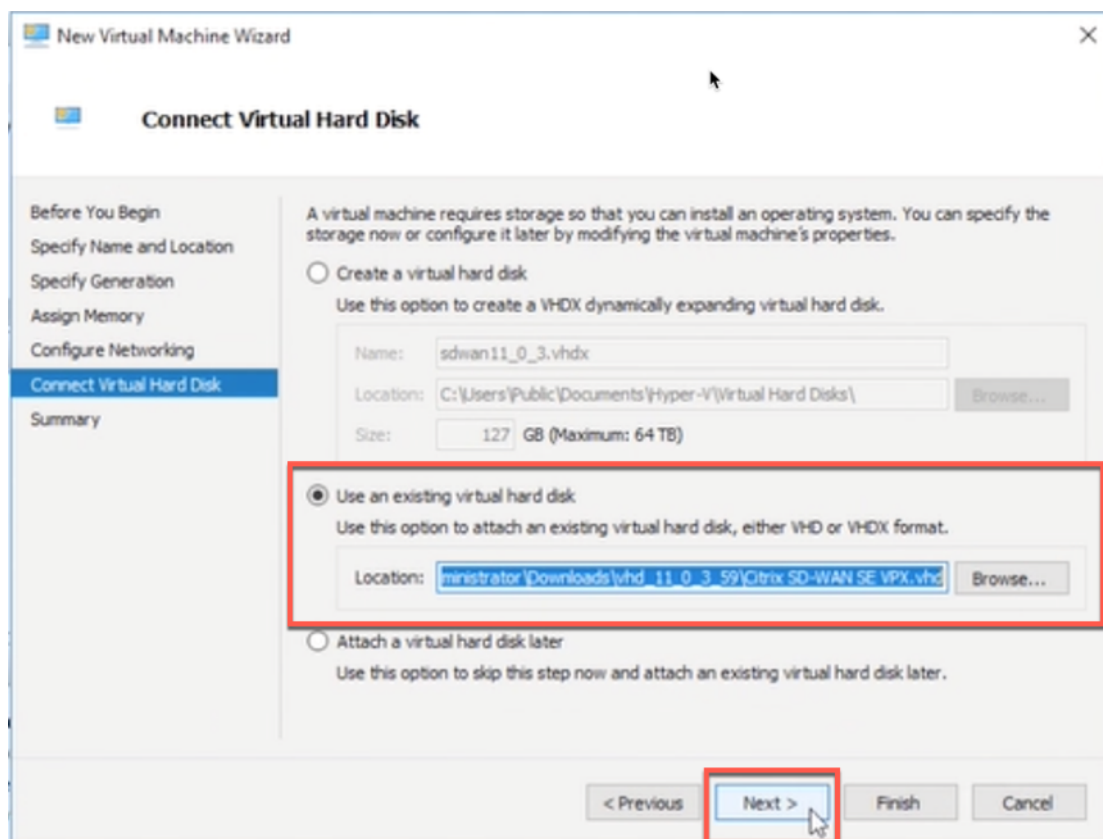 New Virtual Machine Wizard
Connect Virtual Hard Disk
Before You Begin
Specify Name and Location
Specify Generation
Assign Memory
Configure Networking
Connect Virtual Hard Disk
Summary
A virtual machine requires storage so that you can install an operating system. You can specify the
storage now or configure it later by modifying the virtual machine's properties.
Create a virtual hard disk
Use this option to create a VHDX dynamically expanding virtual hard disk.
Name: sdwan11_0_3.vhdx
Location: C:\Users\Public\Documents\Hyper-V\Virtual Hard Disks\ Browse...
Size: 127 GB (Maximum: 64 TB)
Use an existing virtual hard disk
Use this option to attach an existing virtual hard disk, either VHD or VHDX format.
Location: ministrator\Downloads\vhd_11_0_3_59\Citrix SD-WAN SE VPX.vhd Browse...
Attach a virtual hard disk later
Use this option to skip this step now and attach an existing virtual hard disk later.
< Previous Next > Finish Cancel